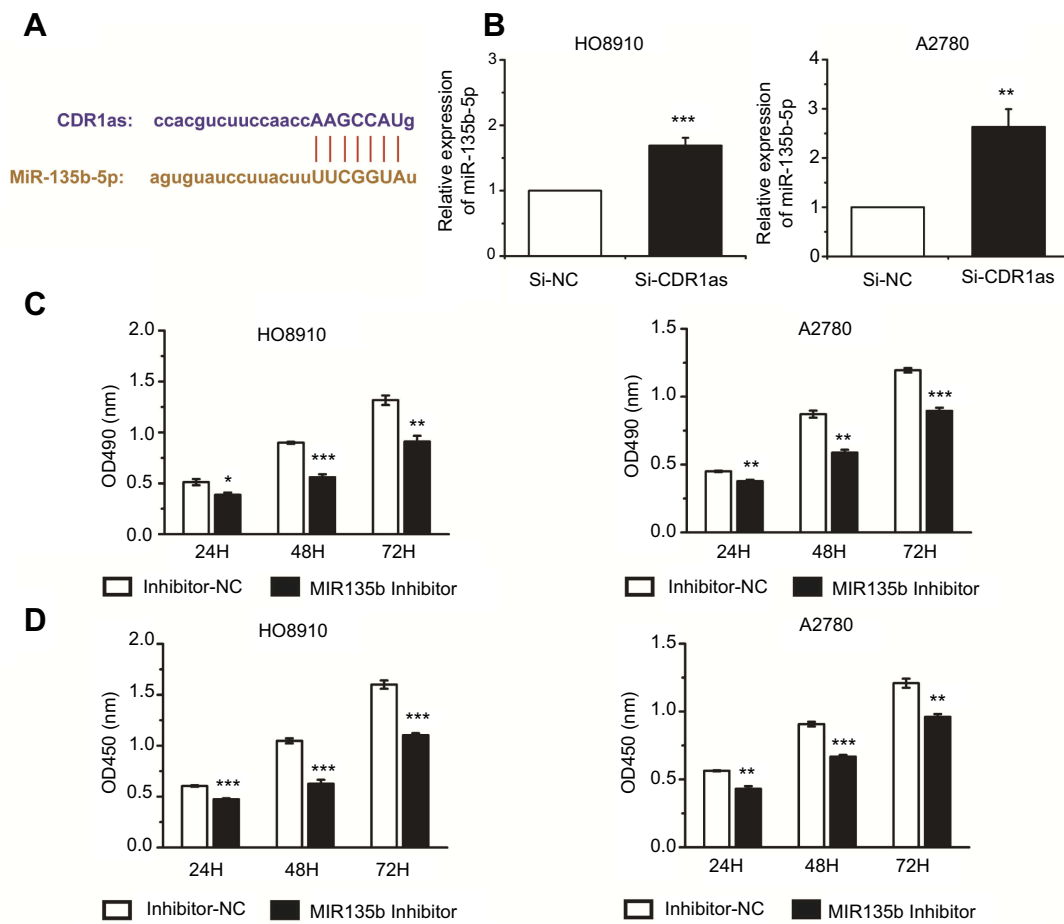 A
CDR1as: ccacgucuuccaaccAAGCCAUg
MiR-135b-5p: aguguauccuuacuuUUCGGUAu
B
HO8910
Relative expression
of miR-135b-5p
3
2
1
0
***
Si-NC Si-CDR1as
A2780
Relative expression
of miR-135b-5p
4
3
2
1
0
**
Si-NC Si-CDR1as
C
HO8910
OD490 (nm)
2.0
1.5
1.0
0.5
0.0
* *** **
24H 48H 72H
Inhibitor-NC MIR135b Inhibitor
A2780
OD490 (nm)
1.5
1.0
0.5
0.0
** ** ***
24H 48H 72H
Inhibitor-NC MIR135b Inhibitor
D
HO8910
OD450 (nm)
2.0
1.5
1.0
0.5
0.0
*** *** ***
24H 48H 72H
Inhibitor-NC MIR135b Inhibitor
A2780
OD450 (nm)
1.5
1.0
0.5
0.0
** *** **
24H 48H 72H
Inhibitor-NC MIR135b Inhibitor